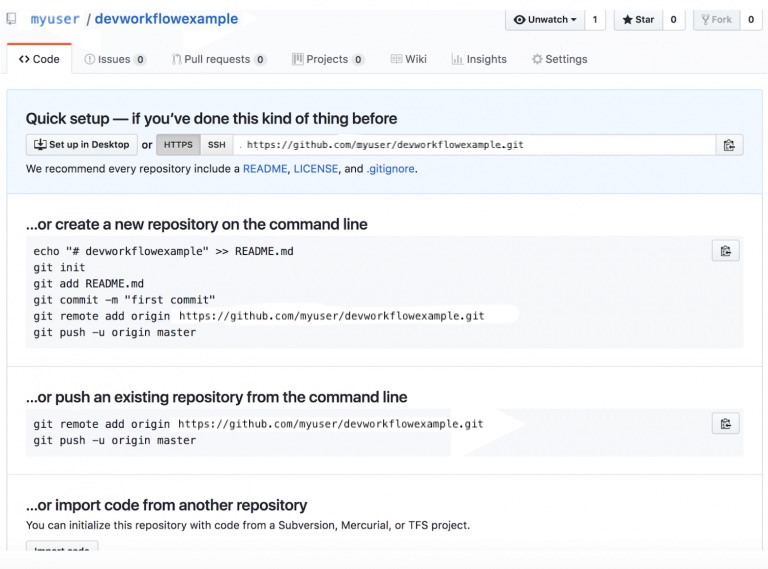 myuser / devworkflowexample
Unwatch 1 Star 0 Fork 0
<> Code Issues 0 Pull requests 0 Projects 0 Wiki Insights Settings
Quick setup — if you've done this kind of thing before
Set up in Desktop or HTTPS SSH https://github.com/myuser/devworkflowexample.git
We recommend every repository include a README, LICENSE, and .gitignore.
...or create a new repository on the command line
echo "# devworkflowexample" >> README.md
git init
git add README.md
git commit -m "first commit"
git remote add origin https://github.com/myuser/devworkflowexample.git
git push -u origin master
...or push an existing repository from the command line
git remote add origin https://github.com/myuser/devworkflowexample.git
git push -u origin master
...or import code from another repository
You can initialize this repository with code from a Subversion, Mercurial, or TFS project.
Import code